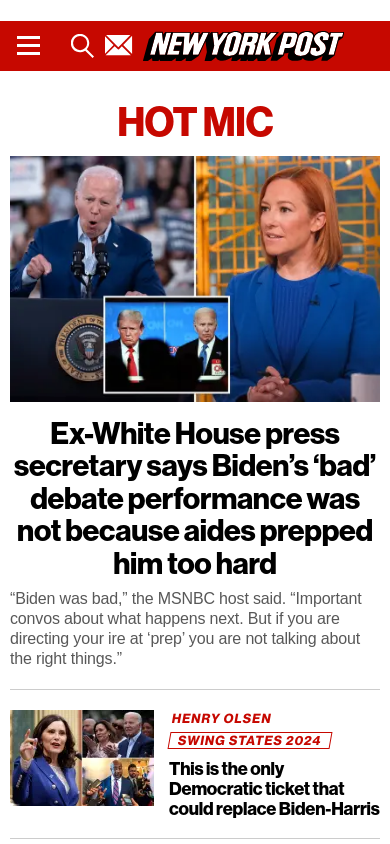 NEW YORK POST
HOT MIC
Ex-White House press
secretary says Biden’s ‘bad’
debate performance was
not because aides prepped
him too hard
“Biden was bad,” the MSNBC host said. “Important
convos about what happens next. But if you are
directing your ire at ‘prep’ you are not talking about
the right things.”
HENRY OLSEN
SWING STATES 2024
This is the only
Democratic ticket that
could replace Biden-Harris